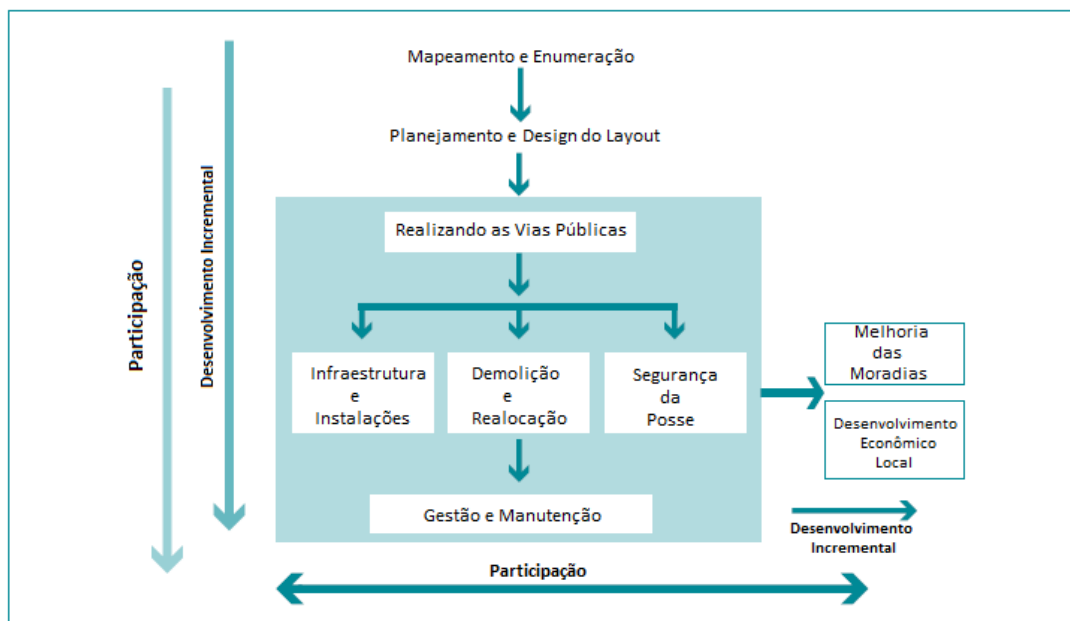 Mapeamento e Enumeração
Planejamento e Design do Layout
Participação
Desenvolvimento Incremental
Realizando as Vias Públicas
Infraestrutura
e
Instalações
Demolição
e
Realocação
Segurança
da
Posse
Melhoria
das
Moradias
Desenvolvimento
Econômico
Local
Gestão e Manutenção
Desenvolvimento
Incremental
Participação